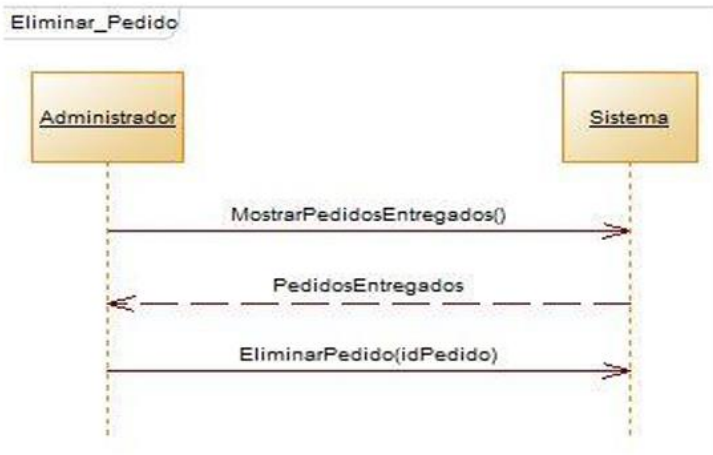 Eliminar_Pedido
Administrador
Sistema
MostrarPedidosEntregados()
PedidosEntregados
EliminarPedido(idPedido)